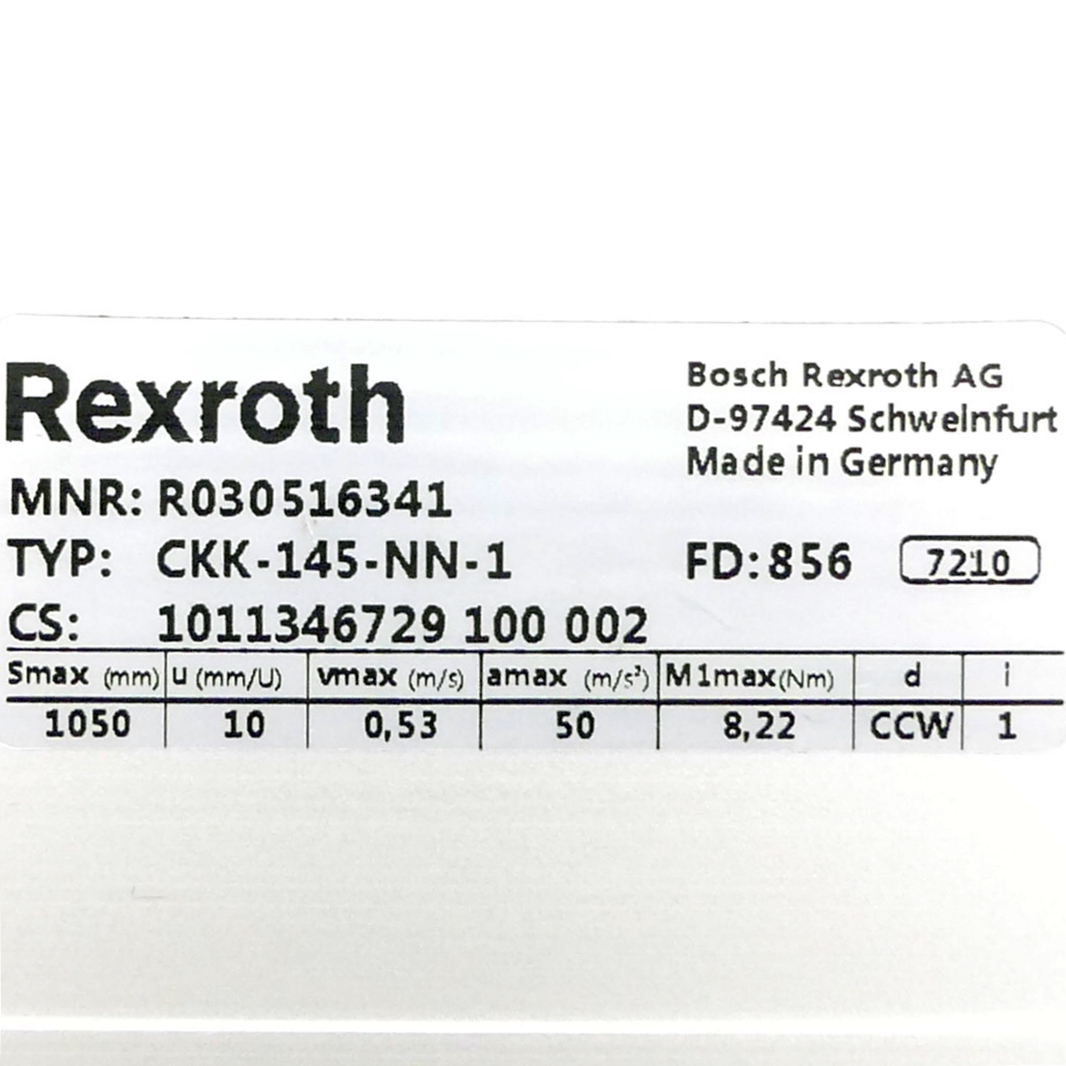 Rexroth
Bosch Rexroth AG
D-97424 Schweinfurt
Made in Germany
MNR: R030516341
TYP: CKK-145-NN-1 FD:856 7210
CS: 1011346729 100 002
Smax (mm) u (mm/U) vmax (m/s) amax (m/s²) M1max(Nm) d i
1050 10 0,53 50 8,22 CCW 1